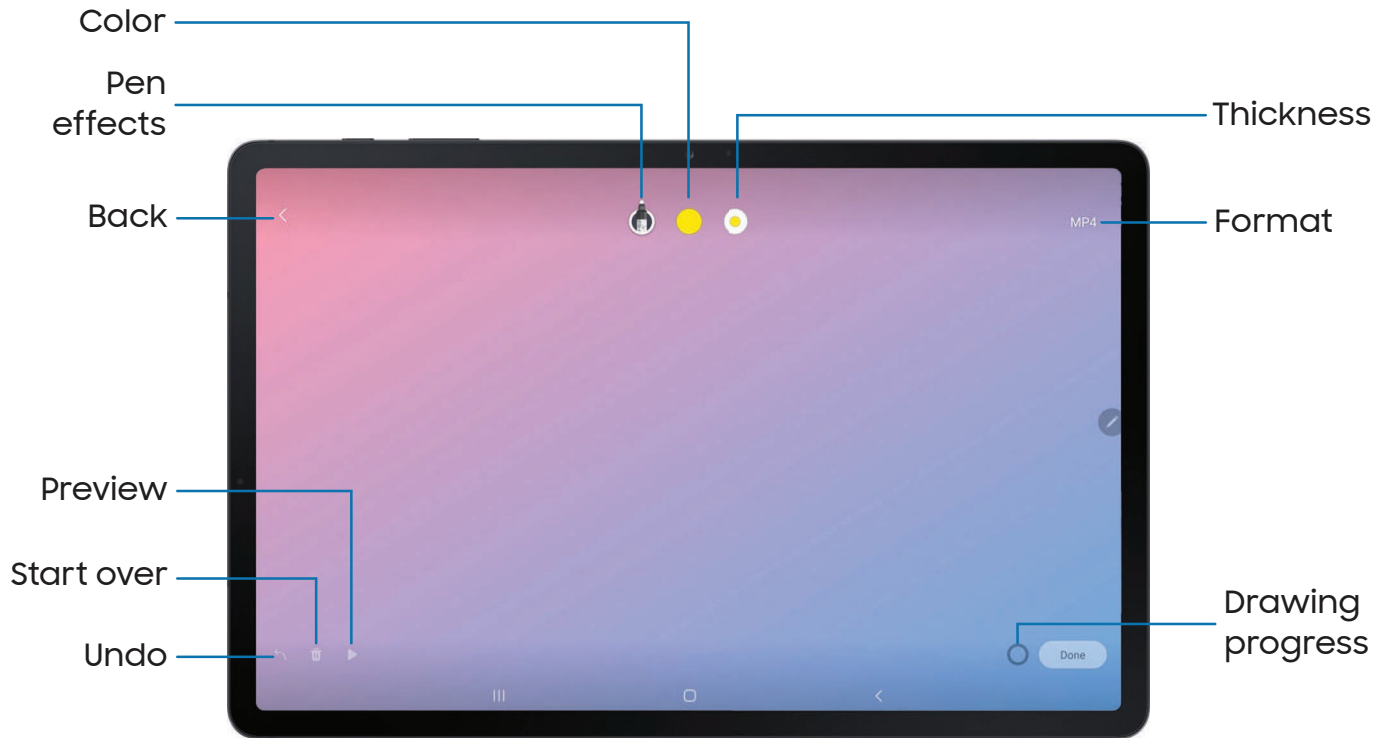 Color
Pen
effects
Thickness
Back
MP4
Format
Preview
Start over
Drawing
progress
Undo
Done